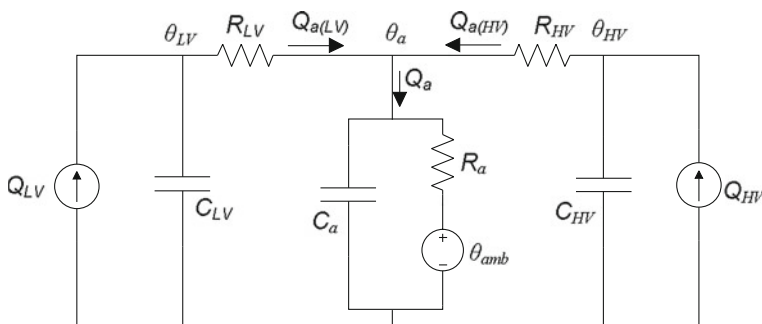 θLV
RLV
Qa(LV)
θa
Qa(HV)
RHV
θHV
Qa
QLV
CLV
Ca
Ra
+
−
θamb
CHV
QHV